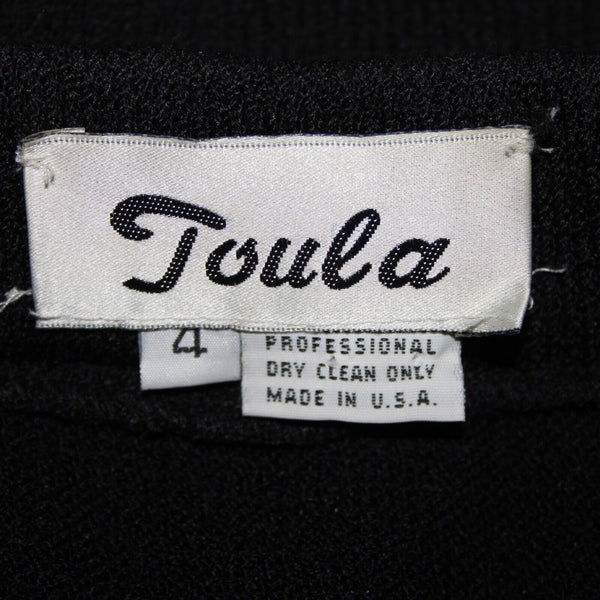 Toula
4
PROFESSIONAL
DRY CLEAN ONLY
MADE IN U.S.A.